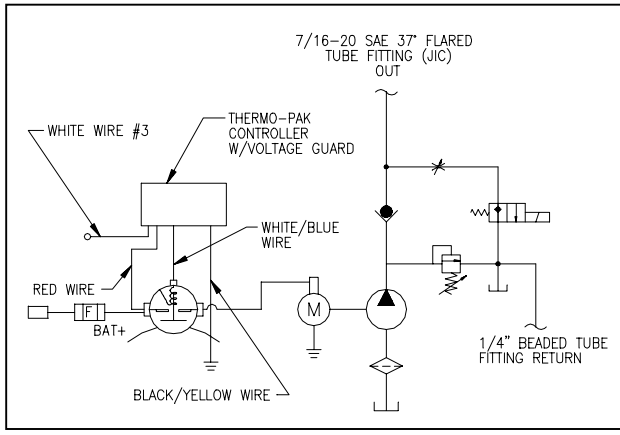 7/16-20 SAE 37° FLARED
TUBE FITTING (JIC)
OUT
THERMO-PAK
CONTROLLER
W/VOLTAGE GUARD
WHITE WIRE #3
WHITE/BLUE
WIRE
RED WIRE
F
BAT+
M
1/4" BEADED TUBE
FITTING RETURN
BLACK/YELLOW WIRE